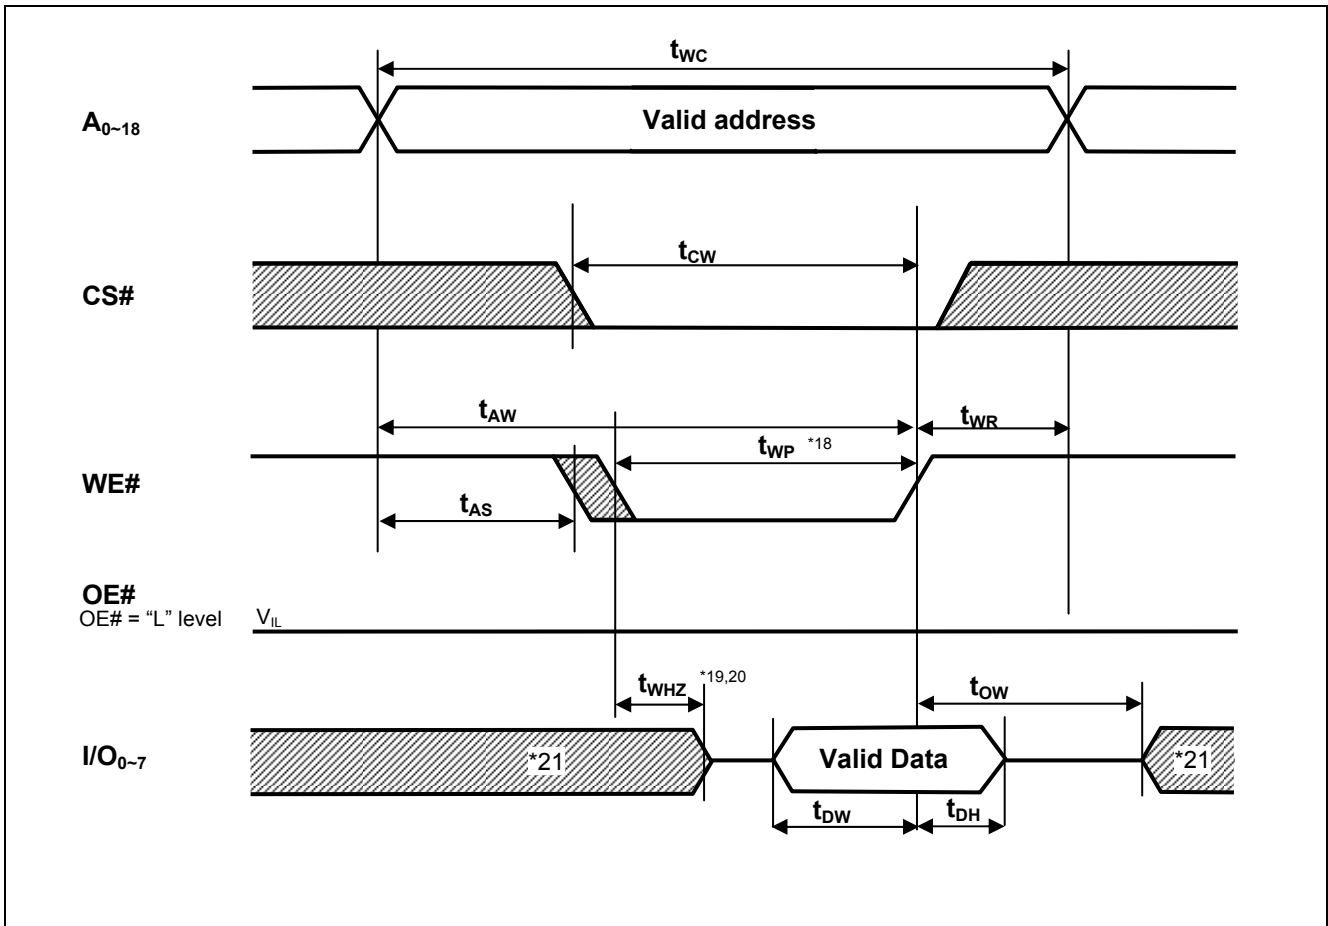 tWC
A0~18
Valid address
tCW
CS#
tAW
tWR
tWP *18
WE#
tAS
OE#
OE# = “L” level VIL
tWHZ *19,20
tOW
I/O0~7
*21
Valid Data
*21
tDW
tDH